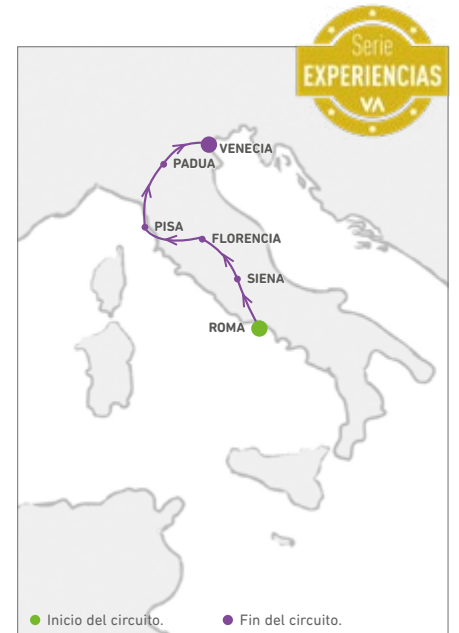 Serie
EXPERIENCIAS
VA
VENECIA
PADUA
PISA
FLORENCIA
SIENA
ROMA
Inicio del circuito.
Fin del circuito.